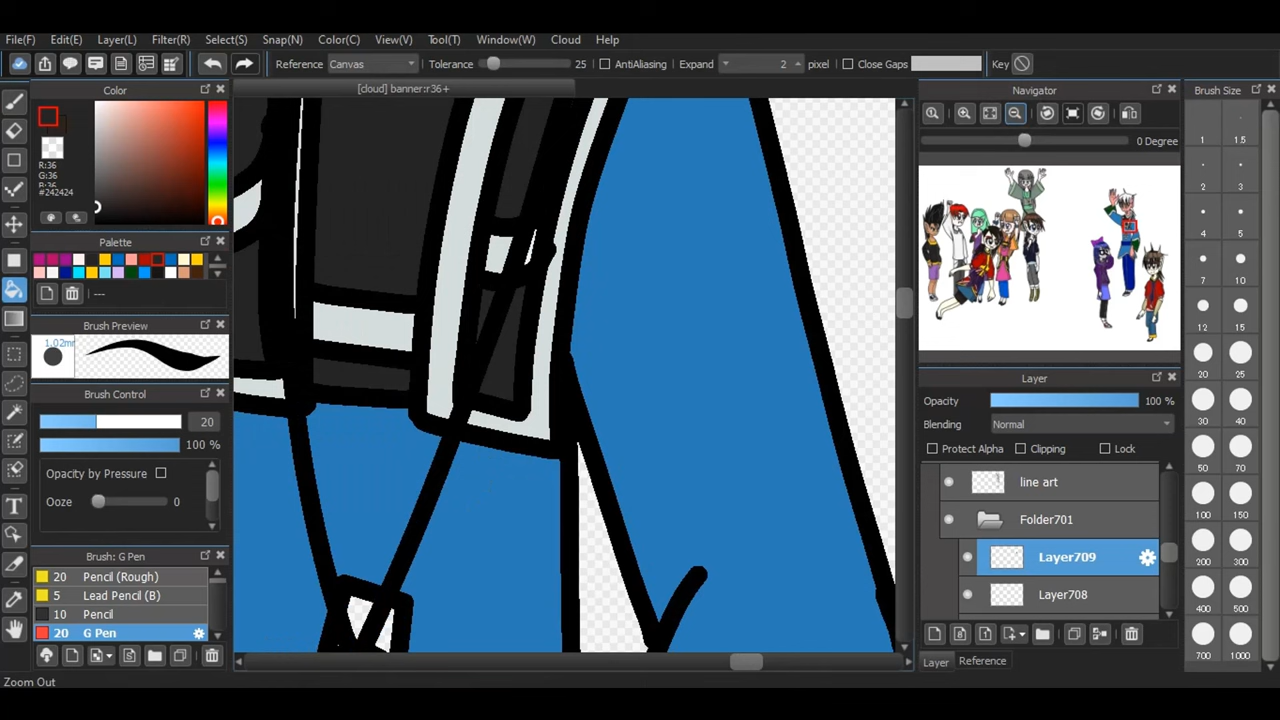 File(F) Edit(E) Layer(L) Filter(R) Select(S) Snap(N) Color(C) View(V) Tool(T) Window(W) Cloud Help
Reference Canvas Tolerance 25 AntiAliasing Expand 2 pixel Close Gaps Key
Color
[cloud] banner:r36+
Navigator
Brush Size
R:36
G:36
B:36
#242424
0 Degree
1 1.5
2 3
5 7
7 10
12 15
20 25
30 40
50 70
100 150
200 300
400 500
700 1000
Palette
---
Brush Preview
1.02mm
Brush Control
20
100 %
Opacity by Pressure
Ooze 0
Brush: G Pen
20 Pencil (Rough)
5 Lead Pencil (B)
10 Pencil
20 G Pen
Layer
Opacity 100 %
Blending Normal
Protect Alpha Clipping Lock
line art
Folder701
Layer709
Layer708
Layer Reference
Zoom Out